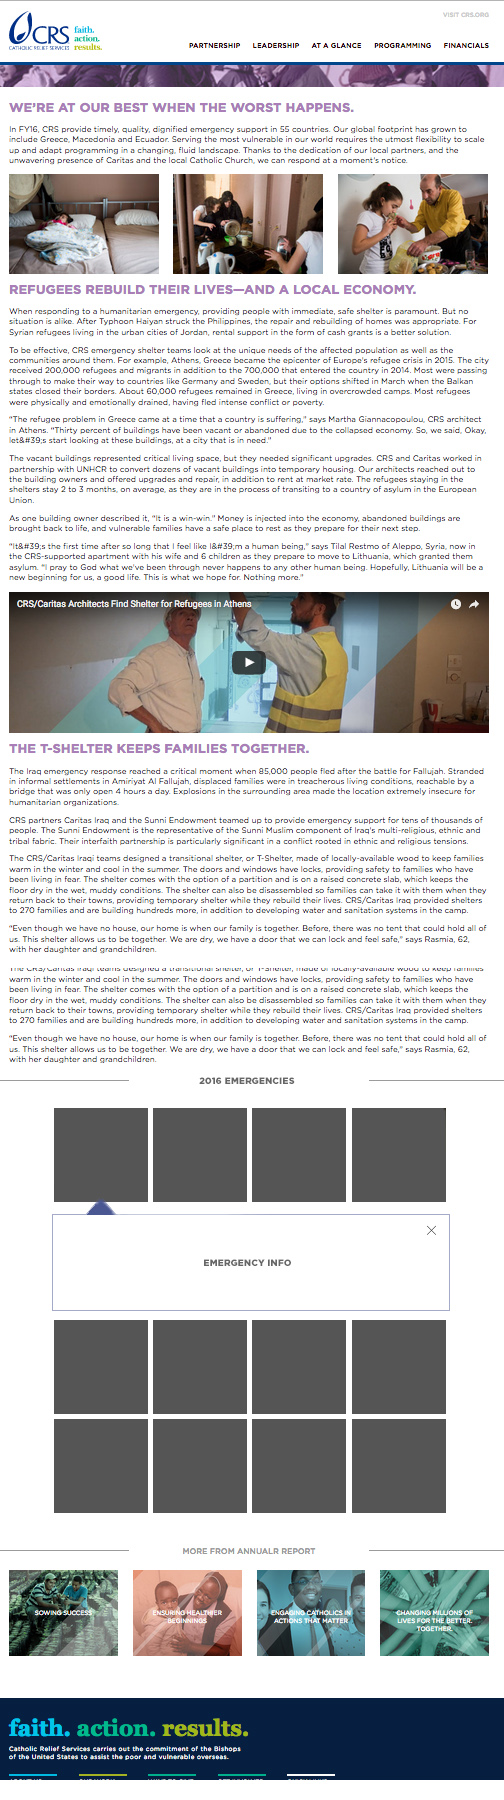 VISIT CRS.ORG
CRS
CATHOLIC RELIEF SERVICES
faith.
action.
results.
PARTNERSHIP LEADERSHIP AT A GLANCE PROGRAMMING FINANCIALS
WE'RE AT OUR BEST WHEN THE WORST HAPPENS.
In FY16, CRS provide timely, quality, dignified emergency support in 55 countries. Our global footprint has grown to
include Greece, Macedonia and Ecuador. Serving the most vulnerable in our world requires the utmost flexibility to scale
up and adapt programming in a changing, fluid landscape. Thanks to the dedication of our local partners, and the
unwavering presence of Caritas and the local Catholic Church, we can respond at a moment's notice.
REFUGEES REBUILD THEIR LIVES—AND A LOCAL ECONOMY.
When responding to a humanitarian emergency, providing people with immediate, safe shelter is paramount. But no
situation is alike. After Typhoon Haiyan struck the Philippines, the repair and rebuilding of homes was appropriate. For
Syrian refugees living in the urban cities of Jordan, rental support in the form of cash grants is a better solution.
To be effective, CRS emergency shelter teams look at the unique needs of the affected population as well as the
communities around them. For example, Athens, Greece became the epicenter of Europe's refugee crisis in 2015. The city
received 200,000 refugees and migrants in addition to the 700,000 that entered the country in 2014. Most were passing
through to make their way to countries like Germany and Sweden, but their options shifted in March when the Balkan
states closed their borders. About 60,000 refugees remained in Greece, living in overcrowded camps. Most refugees
were physically and emotionally drained, having fled intense conflict or poverty.
"The refugee problem in Greece came at a time that a country is suffering," says Martha Giannacopoulou, CRS architect
in Athens. "Thirty percent of buildings have been vacant or abandoned due to the collapsed economy. So, we said, Okay,
let&#39;s start looking at these buildings, at a city that is in need."
The vacant buildings represented critical living space, but they needed significant upgrades. CRS and Caritas worked in
partnership with UNHCR to convert dozens of vacant buildings into temporary housing. Our architects reached out to
the building owners and offered upgrades and repair, in addition to rent at market rate. The refugees staying in the
shelters stay 2 to 3 months, on average, as they are in the process of transiting to a country of asylum in the European
Union.
As one building owner described it, "It is a win-win." Money is injected into the economy, abandoned buildings are
brought back to life, and vulnerable families have a safe place to rest as they prepare for their next step.
"It&#39;s the first time after so long that I feel like I&#39;m a human being," says Tilal Restmo of Aleppo, Syria, now in
the CRS-supported apartment with his wife and 6 children as they prepare to move to Lithuania, which granted them
asylum. "I pray to God what we've been through never happens to any other human being. Hopefully, Lithuania will be a
new beginning for us, a good life. This is what we hope for. Nothing more."
CRS/Caritas Architects Find Shelter for Refugees in Athens
THE T-SHELTER KEEPS FAMILIES TOGETHER.
The Iraq emergency response reached a critical moment when 85,000 people fled after the battle for Fallujah. Stranded
in informal settlements in Amiriyat Al Fallujah, displaced families were in treacherous living conditions, reachable by a
bridge that was only open 4 hours a day. Explosions in the surrounding area made the location extremely insecure for
humanitarian organizations.
CRS partners Caritas Iraq and the Sunni Endowment teamed up to provide emergency support for tens of thousands of
people. The Sunni Endowment is the representative of the Sunni Muslim component of Iraq's multi-religious, ethnic and
tribal fabric. Their interfaith partnership is particularly significant in a conflict rooted in ethnic and religious tensions.
The CRS/Caritas Iraqi teams designed a transitional shelter, or T-Shelter, made of locally-available wood to keep families
warm in the winter and cool in the summer. The doors and windows have locks, providing safety to families who have
been living in fear. The shelter comes with the option of a partition and is on a raised concrete slab, which keeps the
floor dry in the wet, muddy conditions. The shelter can also be disassembled so families can take it with them when they
return back to their towns, providing temporary shelter while they rebuild their lives. CRS/Caritas Iraq provided shelters
to 270 families and are building hundreds more, in addition to developing water and sanitation systems in the camp.
"Even though we have no house, our home is when our family is together. Before, there was no tent that could hold all of
us. This shelter allows us to be together. We are dry, we have a door that we can lock and feel safe," says Rasmia, 62,
with her daughter and grandchildren.
The CRS/Caritas Iraqi teams designed a transitional shelter, or T-Shelter, made of locally-available wood to keep families
warm in the winter and cool in the summer. The doors and windows have locks, providing safety to families who have
been living in fear. The shelter comes with the option of a partition and is on a raised concrete slab, which keeps the
floor dry in the wet, muddy conditions. The shelter can also be disassembled so families can take it with them when they
return back to their towns, providing temporary shelter while they rebuild their lives. CRS/Caritas Iraq provided shelters
to 270 families and are building hundreds more, in addition to developing water and sanitation systems in the camp.
"Even though we have no house, our home is when our family is together. Before, there was no tent that could hold all of
us. This shelter allows us to be together. We are dry, we have a door that we can lock and feel safe," says Rasmia, 62,
with her daughter and grandchildren.
2016 EMERGENCIES
EMERGENCY INFO
MORE FROM ANNUALR REPORT
SOWING SUCCESS
ENSURING HEALTHIER
BEGINNINGS
ENGAGING CATHOLICS IN
ACTIONS THAT MATTER
CHANGING MILLIONS OF
LIVES FOR THE BETTER.
TOGETHER.
faith. action. results.
Catholic Relief Services carries out the commitment of the Bishops
of the United States to assist the poor and vulnerable overseas.